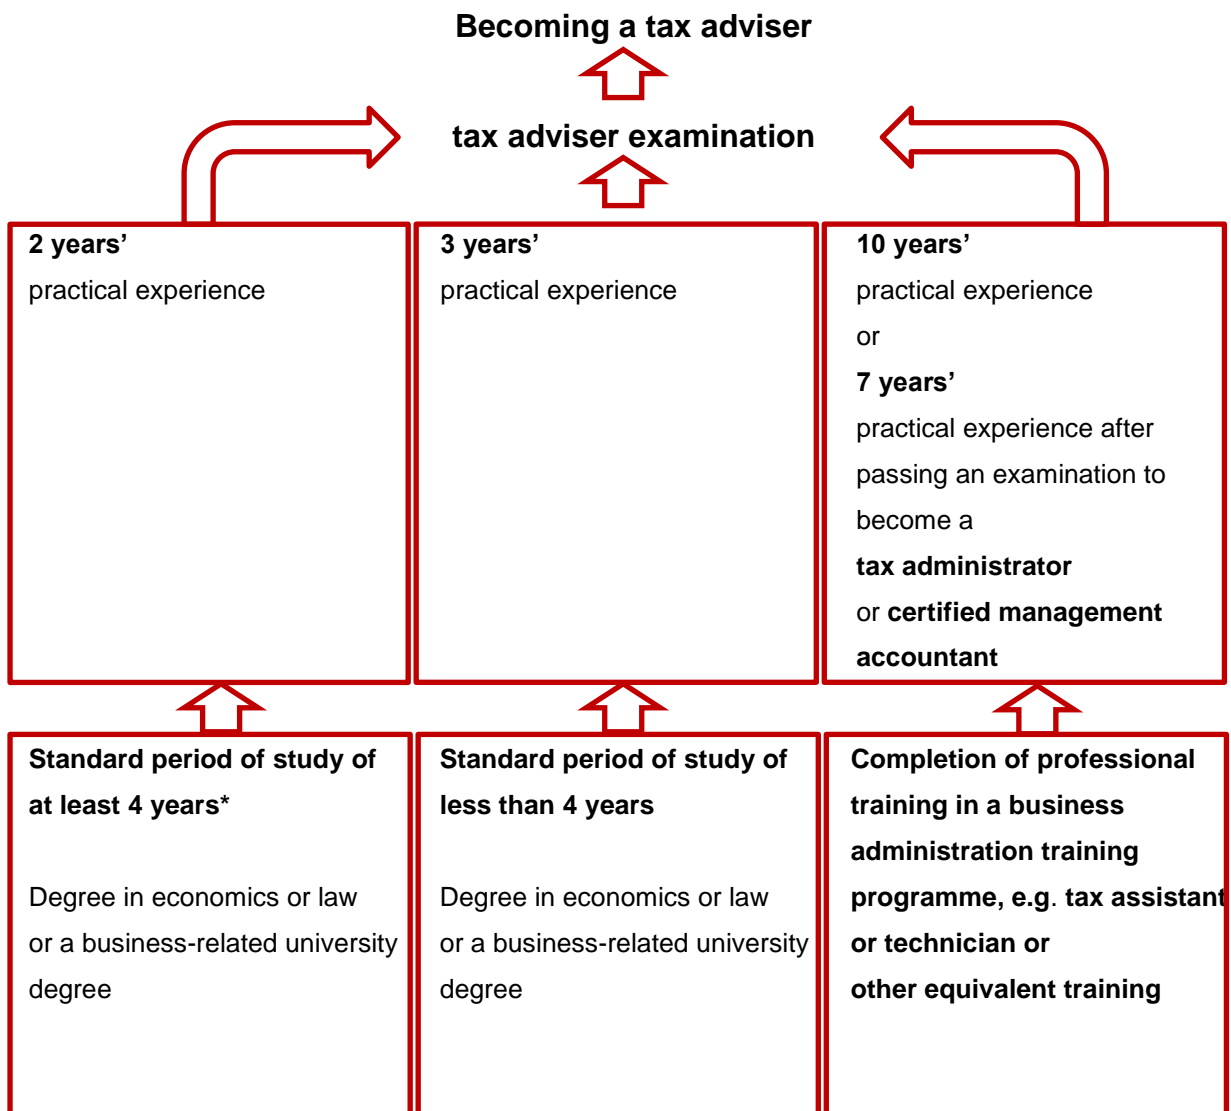 Becoming a tax adviser
tax adviser examination
2 years’
practical experience
3 years’
practical experience
10 years’
practical experience
or
7 years’
practical experience after
passing an examination to
become a
tax administrator
or certified management
accountant
Standard period of study of
at least 4 years*
Degree in economics or law
or a business-related university
degree
Standard period of study of
less than 4 years
Degree in economics or law
or a business-related university
degree
Completion of professional
training in a business
administration training
programme, e.g. tax assistant
or technician or
other equivalent training